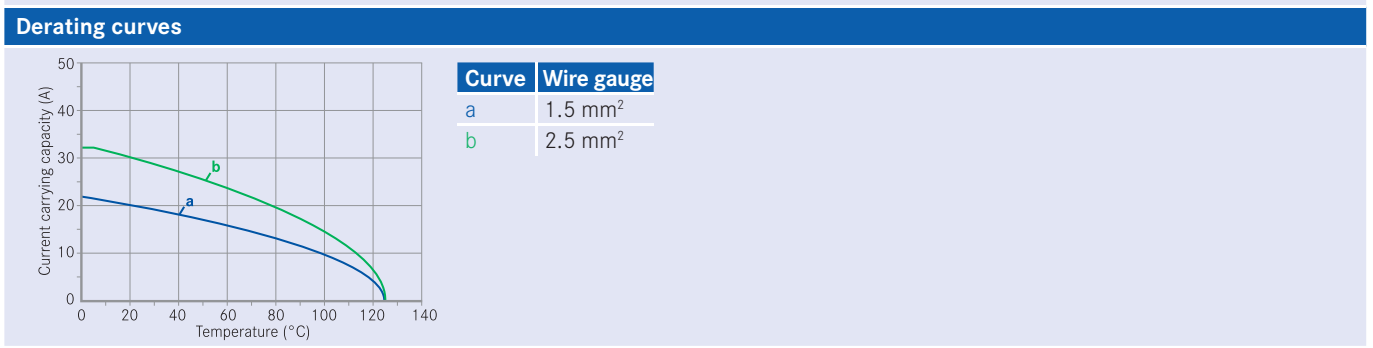 Derating curves
Current carrying capacity (A)
50
40
30
20
10
0
b
a
0 20 40 60 80 100 120 140
Temperature (°C)
Curve Wire gauge
a 1.5 mm²
b 2.5 mm²